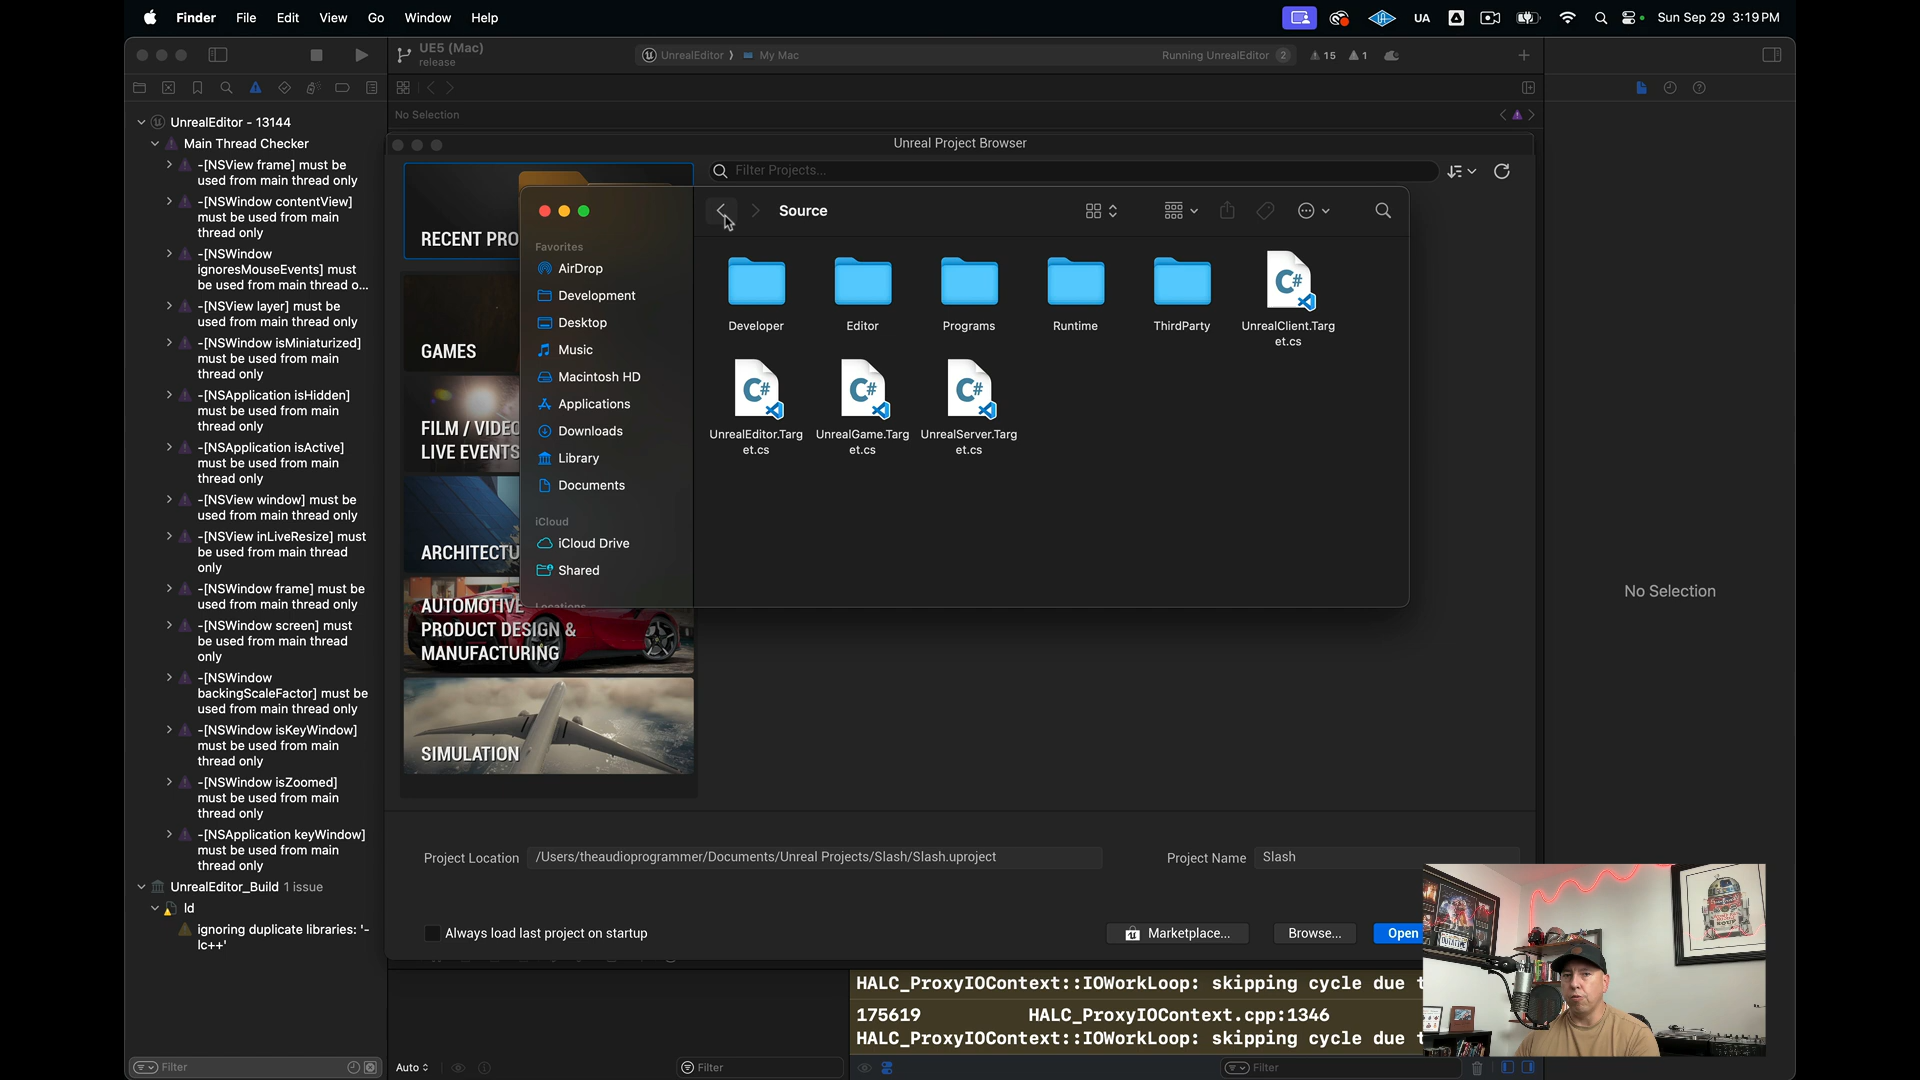 Finder File Edit View Go Window Help
UA
Sun Sep 29 3:19 PM
UE5 (Mac)
release
UnrealEditor
My Mac
Running UnrealEditor 2
15
1
No Selection
UnrealEditor - 13144
Main Thread Checker
-[NSView frame] must be
used from main thread only
-[NSWindow contentView]
must be used from main
thread only
-[NSWindow
ignoresMouseEvents] must
be used from main thread o...
-[NSView layer] must be
used from main thread only
-[NSWindow isMiniaturized]
must be used from main
thread only
-[NSApplication isHidden]
must be used from main
thread only
-[NSApplication isActive]
must be used from main
thread only
-[NSView window] must be
used from main thread only
-[NSView inLiveResize] must
be used from main thread
only
-[NSWindow frame] must be
used from main thread only
-[NSWindow screen] must
be used from main thread
only
-[NSWindow
backingScaleFactor] must be
used from main thread only
-[NSWindow isKeyWindow]
must be used from main
thread only
-[NSWindow isZoomed]
must be used from main
thread only
-[NSApplication keyWindow]
must be used from main
thread only
UnrealEditor_Build 1 issue
ld
ignoring duplicate libraries: '-
lc++'
Filter
Unreal Project Browser
Filter Projects...
RECENT PRO
GAMES
FILM / VIDEO
LIVE EVENTS
ARCHITECTU
AUTOMOTIVE
PRODUCT DESIGN &
MANUFACTURING
SIMULATION
Favorites
AirDrop
Development
Desktop
Music
Macintosh HD
Applications
Downloads
Library
Documents
iCloud
iCloud Drive
Shared
Locations
Source
Developer
Editor
Programs
Runtime
ThirdParty
C#
UnrealClient.Targ
et.cs
C#
UnrealEditor.Targ
et.cs
C#
UnrealGame.Targ
et.cs
C#
UnrealServer.Targ
et.cs
No Selection
Project Location
/Users/theaudioprogrammer/Documents/Unreal Projects/Slash/Slash.uproject
Project Name
Slash
Always load last project on startup
Marketplace...
Browse...
Open
HALC_ProxyIOContext::IOWorkLoop: skipping cycle due t
175619 HALC_ProxyIOContext.cpp:1346
HALC_ProxyIOContext::IOWorkLoop: skipping cycle due t
Auto
Filter
Filter